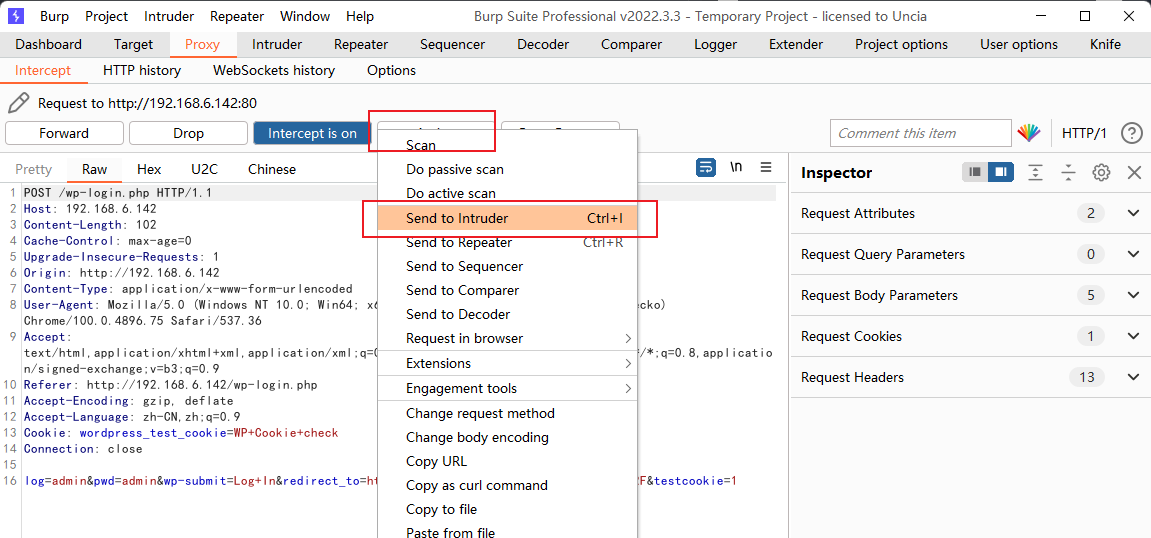 Burp Project Intruder Repeater Window Help Burp Suite Professional v2022.3.3 - Temporary Project - licensed to Uncia
Dashboard Target Proxy Intruder Repeater Sequencer Decoder Comparer Logger Extender Project options User options Knife
Intercept HTTP history WebSockets history Options
Request to http://192.168.6.142:80
Forward Drop Intercept is on Comment this item HTTP/1
Pretty Raw Hex U2C Chinese \n
1 POST /wp-login.php HTTP/1.1
2 Host: 192.168.6.142
3 Content-Length: 102
4 Cache-Control: max-age=0
5 Upgrade-Insecure-Requests: 1
6 Origin: http://192.168.6.142
7 Content-Type: application/x-www-form-urlencoded
8 User-Agent: Mozilla/5.0 (Windows NT 10.0; Win64; x6 ecko)
Chrome/100.0.4896.75 Safari/537.36
9 Accept:
text/html,application/xhtml+xml,application/xml;q=0 */*;q=0.8,applicatio
n/signed-exchange;v=b3;q=0.9
10 Referer: http://192.168.6.142/wp-login.php
11 Accept-Encoding: gzip, deflate
12 Accept-Language: zh-CN,zh;q=0.9
13 Cookie: wordpress_test_cookie=WP+Cookie+check
14 Connection: close
15
16 log=admin&pwd=admin&wp-submit=Log+In&redirect_to=ht 2F&testcookie=1
Scan
Do passive scan
Do active scan
Send to Intruder Ctrl+I
Send to Repeater Ctrl+R
Send to Sequencer
Send to Comparer
Send to Decoder
Request in browser
Extensions
Engagement tools
Change request method
Change body encoding
Copy URL
Copy as curl command
Copy to file
Paste from file
Inspector
Request Attributes 2
Request Query Parameters 0
Request Body Parameters 5
Request Cookies 1
Request Headers 13